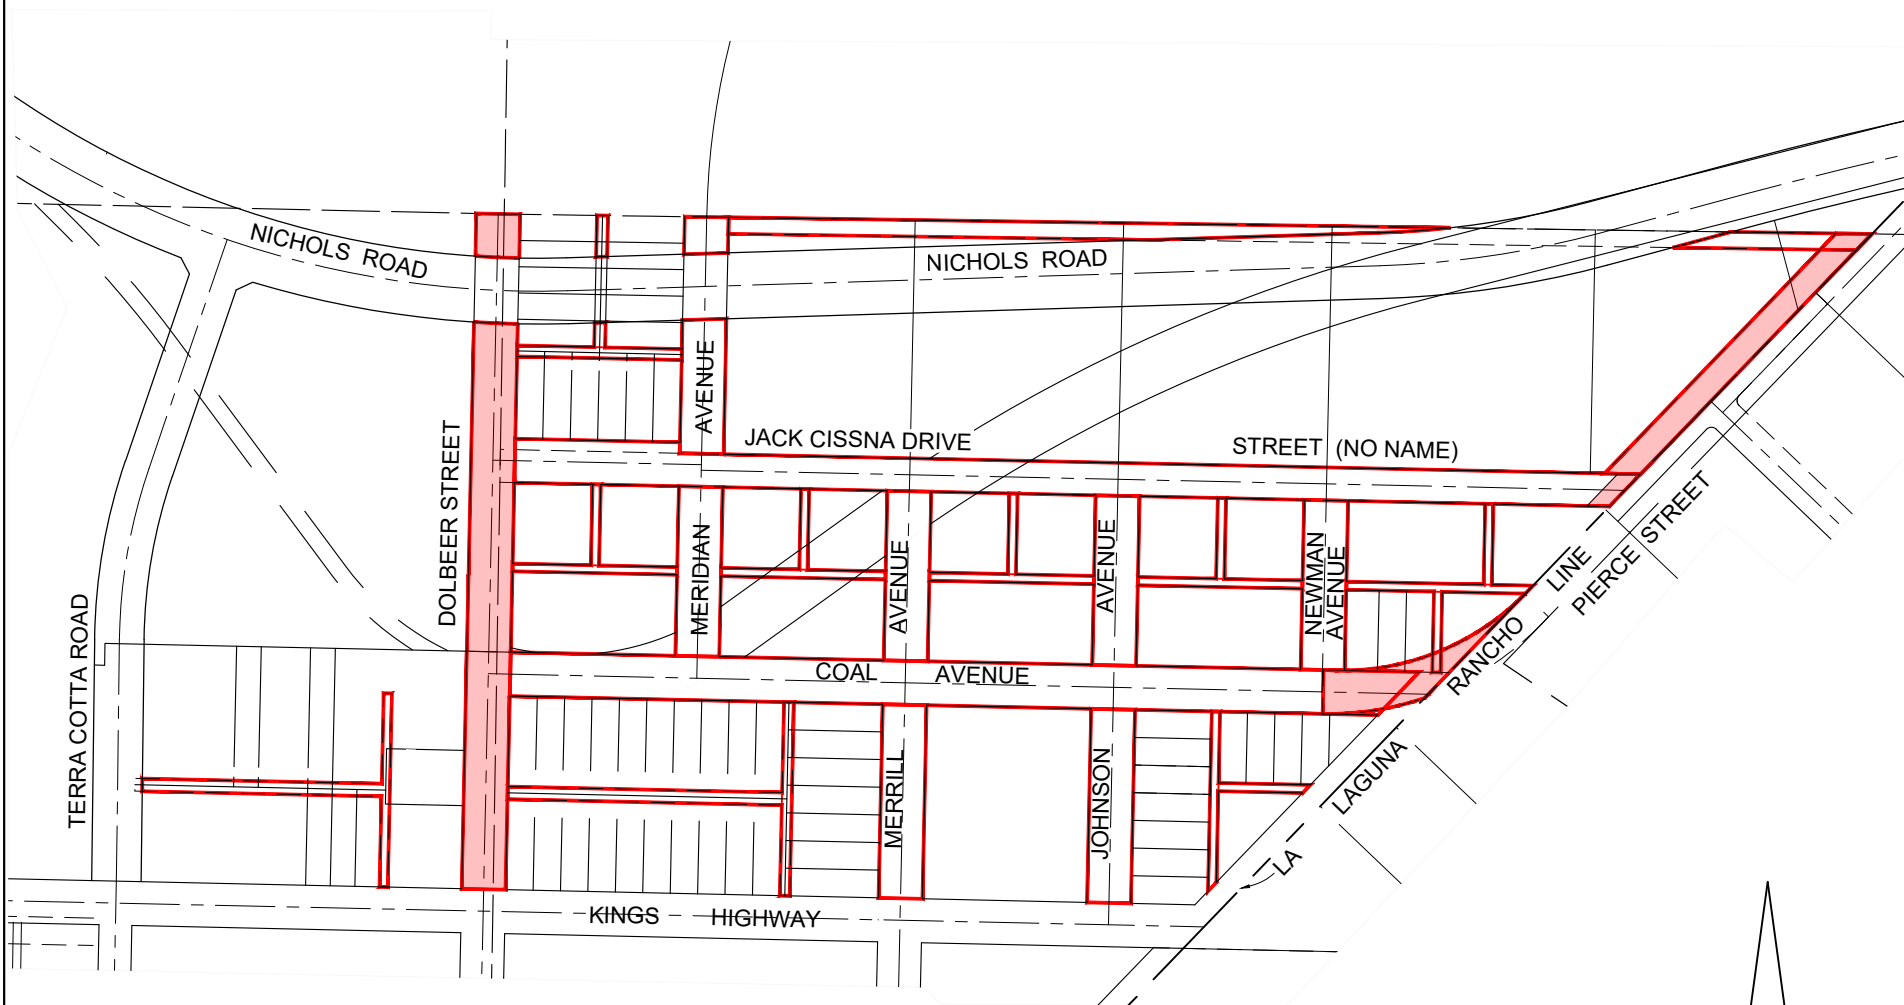 NICHOLS ROAD
NICHOLS ROAD
AVENUE
JACK CISSNA DRIVE
STREET (NO NAME)
DOLBEER STREET
MERIDIAN
AVENUE
AVENUE
NEWMAN
AVENUE
TERRA COTTA ROAD
COAL AVENUE
MERRILL
JOHNSON
PIERCE STREET
LA LAGUNA RANCHO LINE
KINGS HIGHWAY